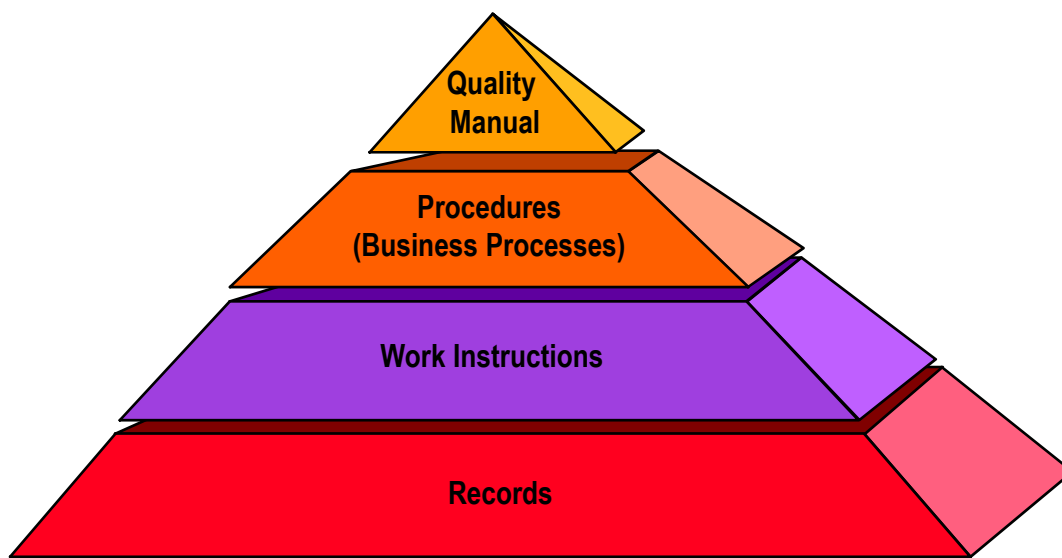 Quality
Manual
Procedures
(Business Processes)
Work Instructions
Records